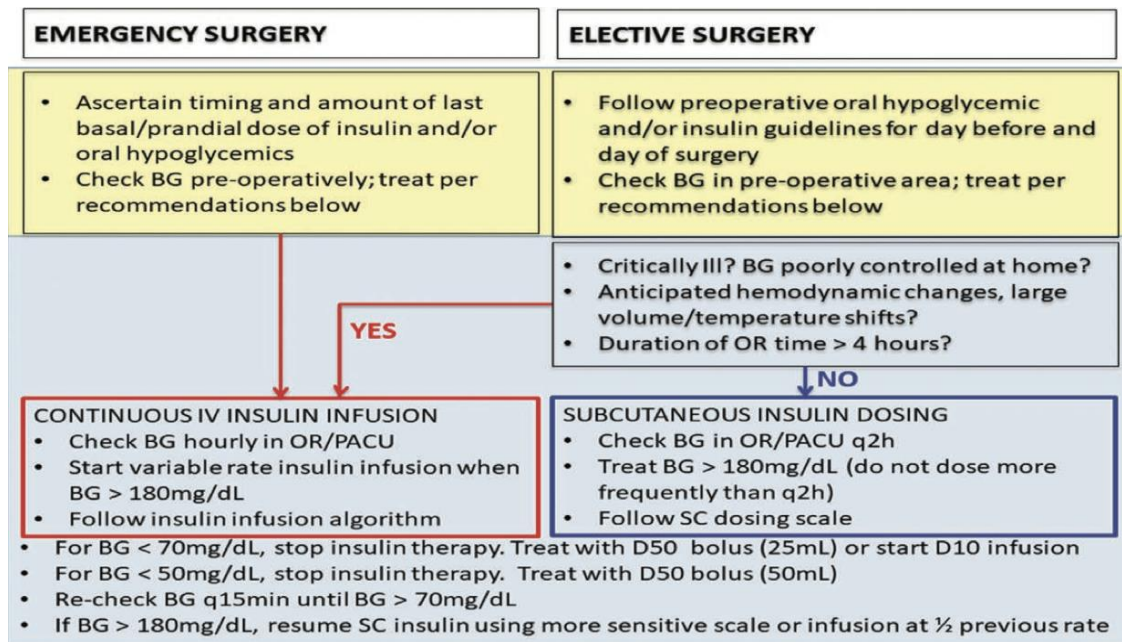 EMERGENCY SURGERY
• Ascertain timing and amount of last
basal/prandial dose of insulin and/or
oral hypoglycemics
• Check BG pre-operatively; treat per
recommendations below
ELECTIVE SURGERY
• Follow preoperative oral hypoglycemic
and/or insulin guidelines for day before and
day of surgery
• Check BG in pre-operative area; treat per
recommendations below
• Critically Ill? BG poorly controlled at home?
• Anticipated hemodynamic changes, large
volume/temperature shifts?
• Duration of OR time > 4 hours?
YES
NO
CONTINUOUS IV INSULIN INFUSION
• Check BG hourly in OR/PACU
• Start variable rate insulin infusion when
BG > 180mg/dL
• Follow insulin infusion algorithm
SUBCUTANEOUS INSULIN DOSING
• Check BG in OR/PACU q2h
• Treat BG > 180mg/dL (do not dose more
frequently than q2h)
• Follow SC dosing scale
• For BG < 70mg/dL, stop insulin therapy. Treat with D50 bolus (25mL) or start D10 infusion
• For BG < 50mg/dL, stop insulin therapy. Treat with D50 bolus (50mL)
• Re-check BG q15min until BG > 70mg/dL
• If BG > 180mg/dL, resume SC insulin using more sensitive scale or infusion at ½ previous rate